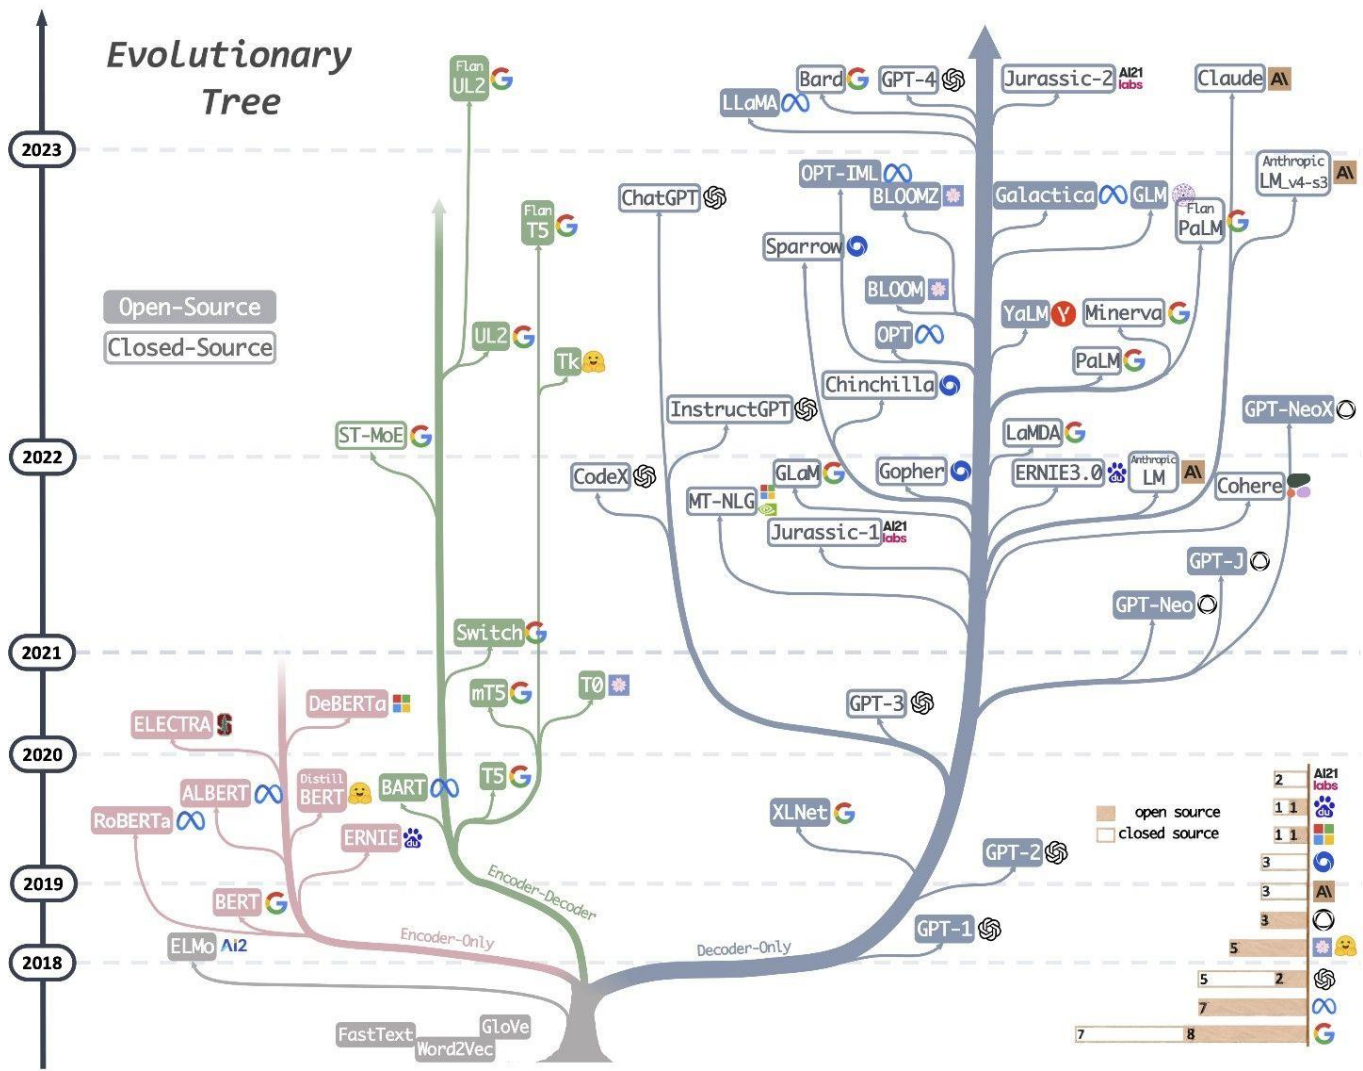 Evolutionary
Tree
2023
2022
2021
2020
2019
2018
Open-Source
Closed-Source
Flan
UL2
Flan
T5
UL2
Tk
ST-MoE
Switch
mT5
T0
T5
BART
Encoder-Decoder
DeBERTa
ELECTRA
ALBERT
Distill
BERT
RoBERTa
ERNIE
BERT
Encoder-Only
ELMo AI2
FastText
Word2Vec
GloVe
LLaMA
Bard
GPT-4
Jurassic-2 AI21
labs
Claude A\
Anthropic
LM_v4-s3 A\
OPT-IML
BLOOMZ
Galactica
GLM
Flan
PaLM
ChatGPT
Sparrow
BLOOM
OPT
YaLM Y
Minerva
PaLM
Chinchilla
InstructGPT
GPT-NeoX
LaMDA
CodeX
GLaM
Gopher
ERNIE3.0 du
Anthropic
LM A\
Cohere
MT-NLG
Jurassic-1 AI21
labs
GPT-J
GPT-Neo
GPT-3
XLNet
GPT-2
GPT-1
Decoder-Only
open source
closed source
2 AI21
labs
1 1 du
1 1
3
3 A\
3
5
5 2
7
7 8